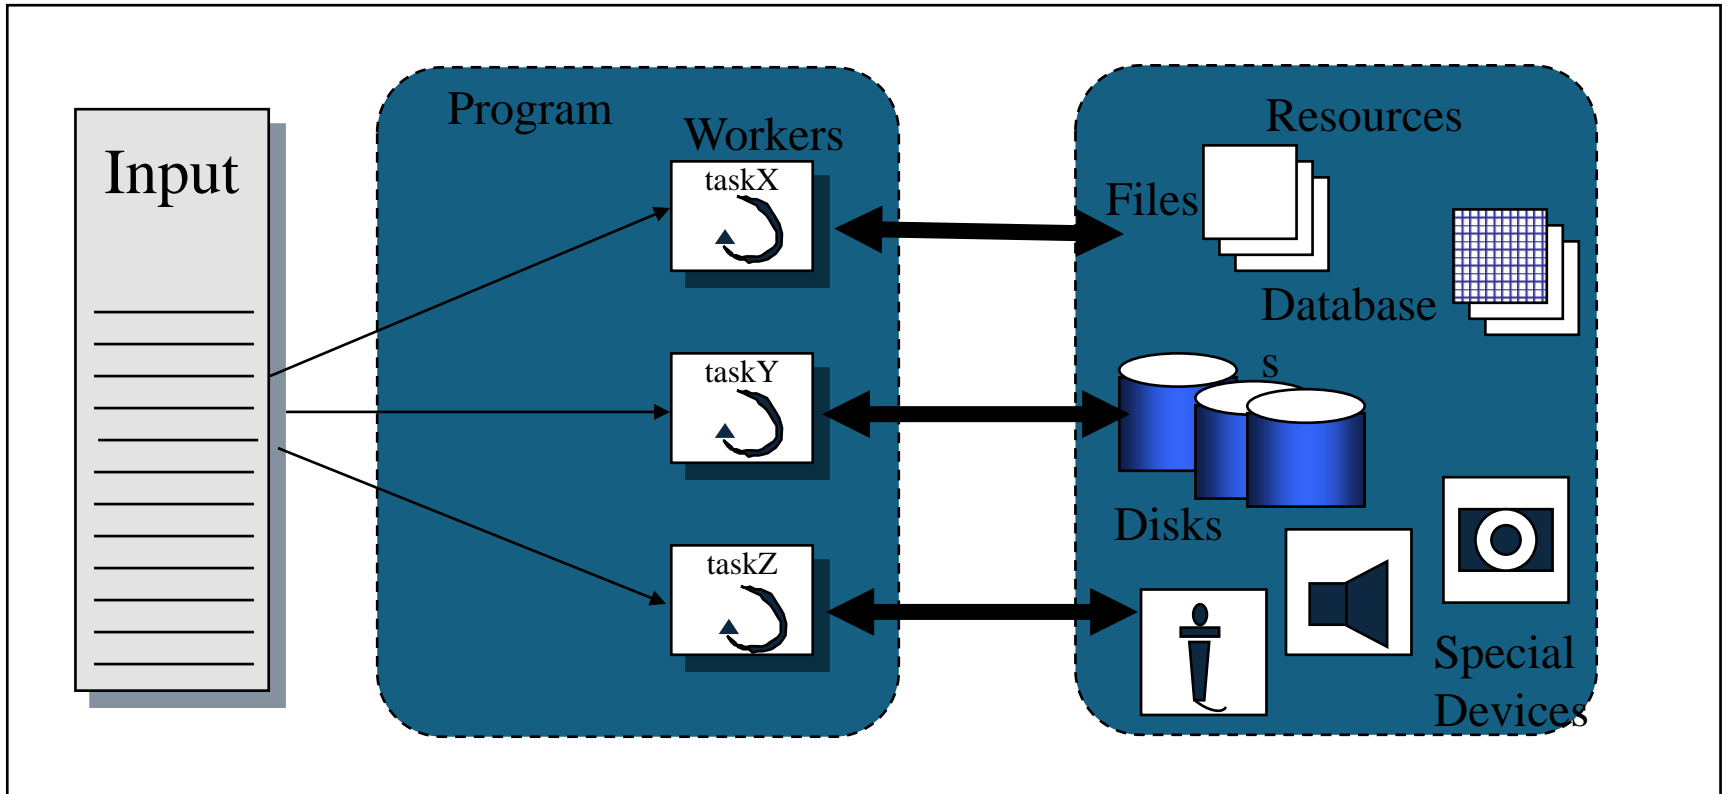 Input
Program
Workers
taskX
taskY
taskZ
Resources
Files
Database
s
Disks
Special
Devices